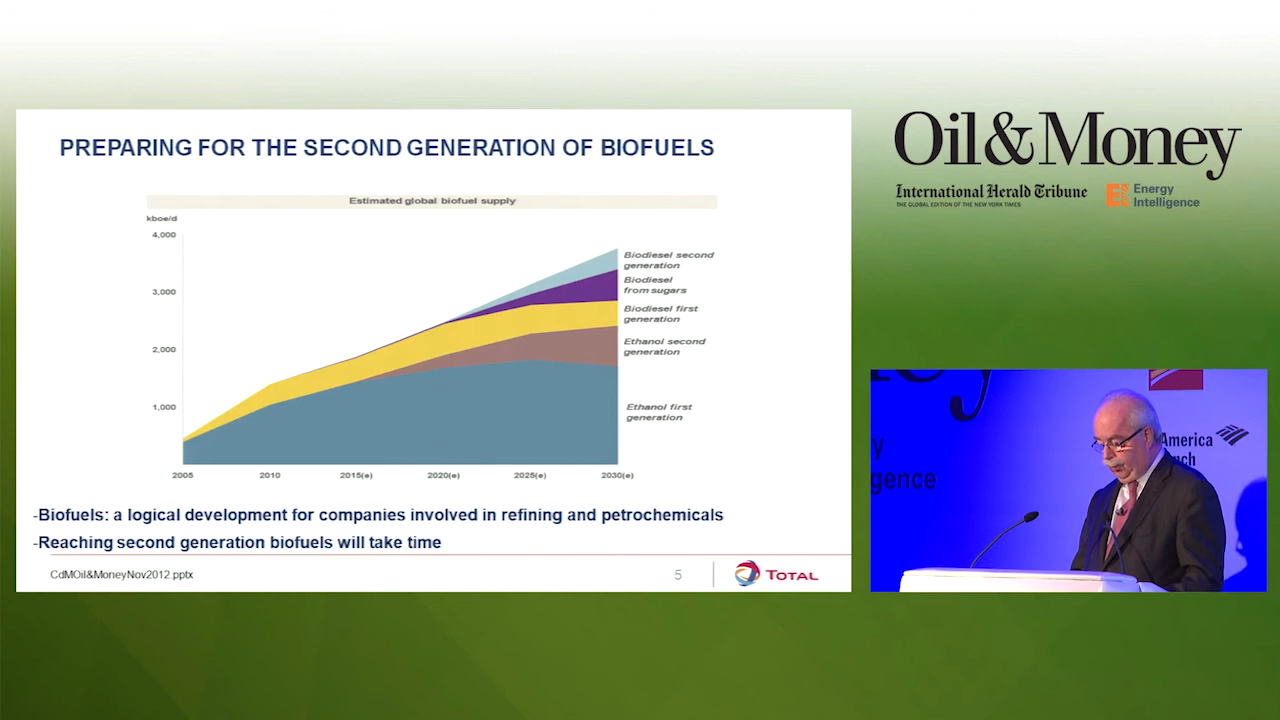 PREPARING FOR THE SECOND GENERATION OF BIOFUELS
Estimated global biofuel supply
kboe/d
4,000
3,000
2,000
1,000
2005
2010
2015(e)
2020(e)
2025(e)
2030(e)
Biodiesel second
generation
Biodiesel
from sugars
Biodiesel first
generation
Ethanol second
generation
Ethanol first
generation
-Biofuels: a logical development for companies involved in refining and petrochemicals
-Reaching second generation biofuels will take time
CdMOil&MoneyNov2012.pptx
5
TOTAL
Oil&Money
International Herald Tribune
THE GLOBAL EDITION OF THE NEW YORK TIMES
Ei
Energy
Intelligence
America
nch
y
gence